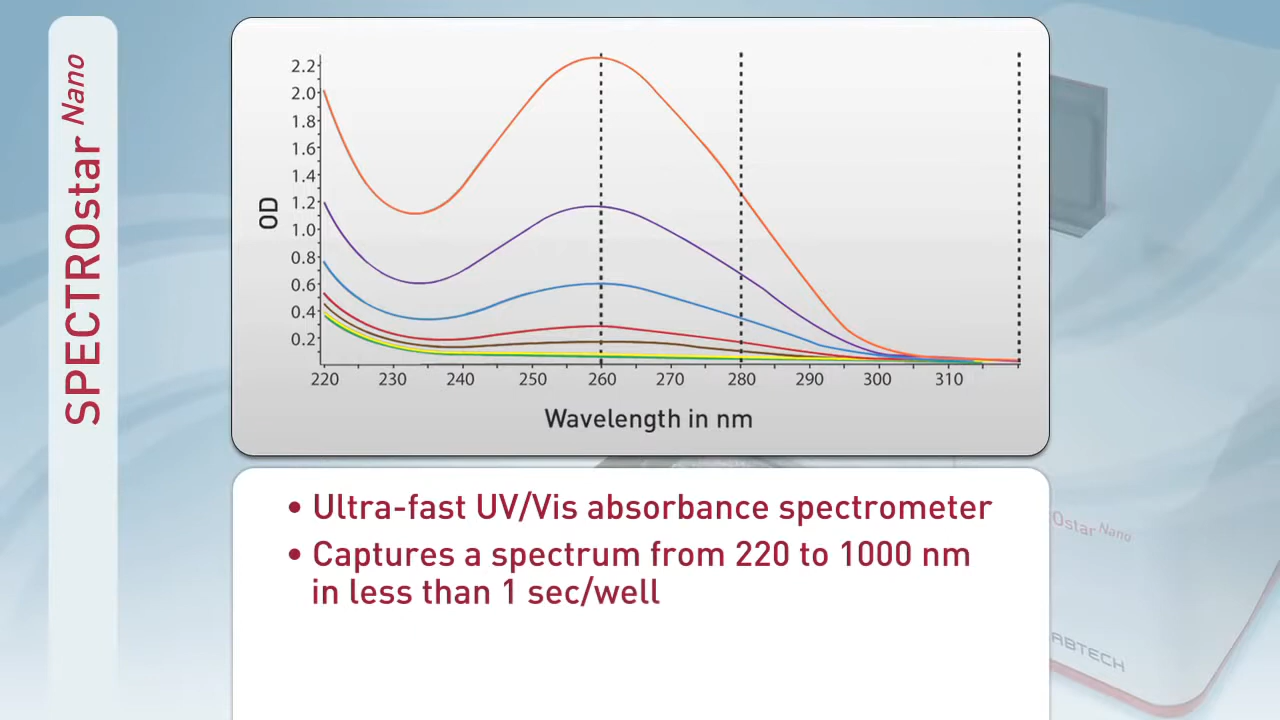 SPECTROstar Nano
2.2
2.0
1.8
1.6
1.4
1.2
1.0
0.8
0.6
0.4
0.2
OD
220 230 240 250 260 270 280 290 300 310
Wavelength in nm
• Ultra-fast UV/Vis absorbance spectrometer
• Captures a spectrum from 220 to 1000 nm
in less than 1 sec/well
Ostar Nano
ABTECH